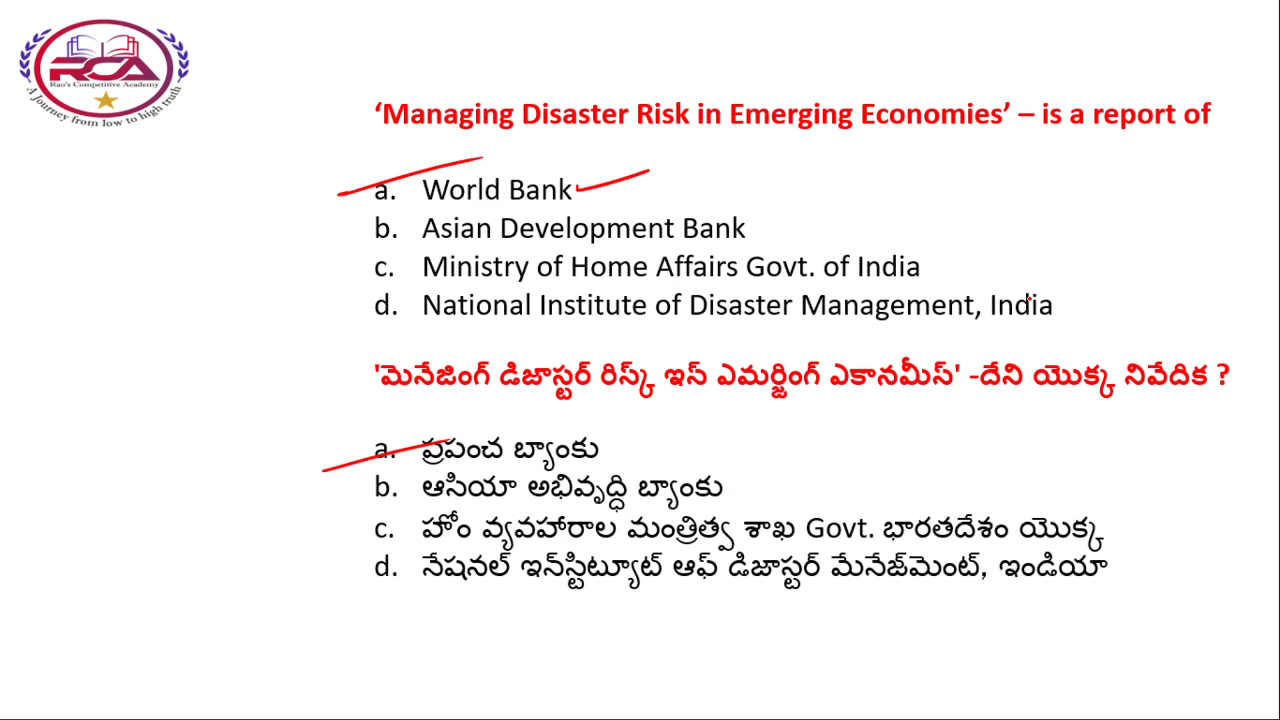 RCA
Rao's Competitive Academy
A Journey from low to high truth
‘Managing Disaster Risk in Emerging Economies’ – is a report of
a. World Bank
b. Asian Development Bank
c. Ministry of Home Affairs Govt. of India
d. National Institute of Disaster Management, India
'మెనేజింగ్ డిజాస్టర్ రిస్క్ ఇస్ ఎమర్జింగ్ ఎకానమీస్' -దేని యొక్క నివేదిక ?
a. ప్రపంచ బ్యాంకు
b. ఆసియా అభివృద్ధి బ్యాంకు
c. హోం వ్యవహారాల మంత్రిత్వ శాఖ Govt. భారతదేశం యొక్క
d. నేషనల్ ఇన్‌స్టిట్యూట్ ఆఫ్ డిజాస్టర్ మేనేజ్‌మెంట్, ఇండియా